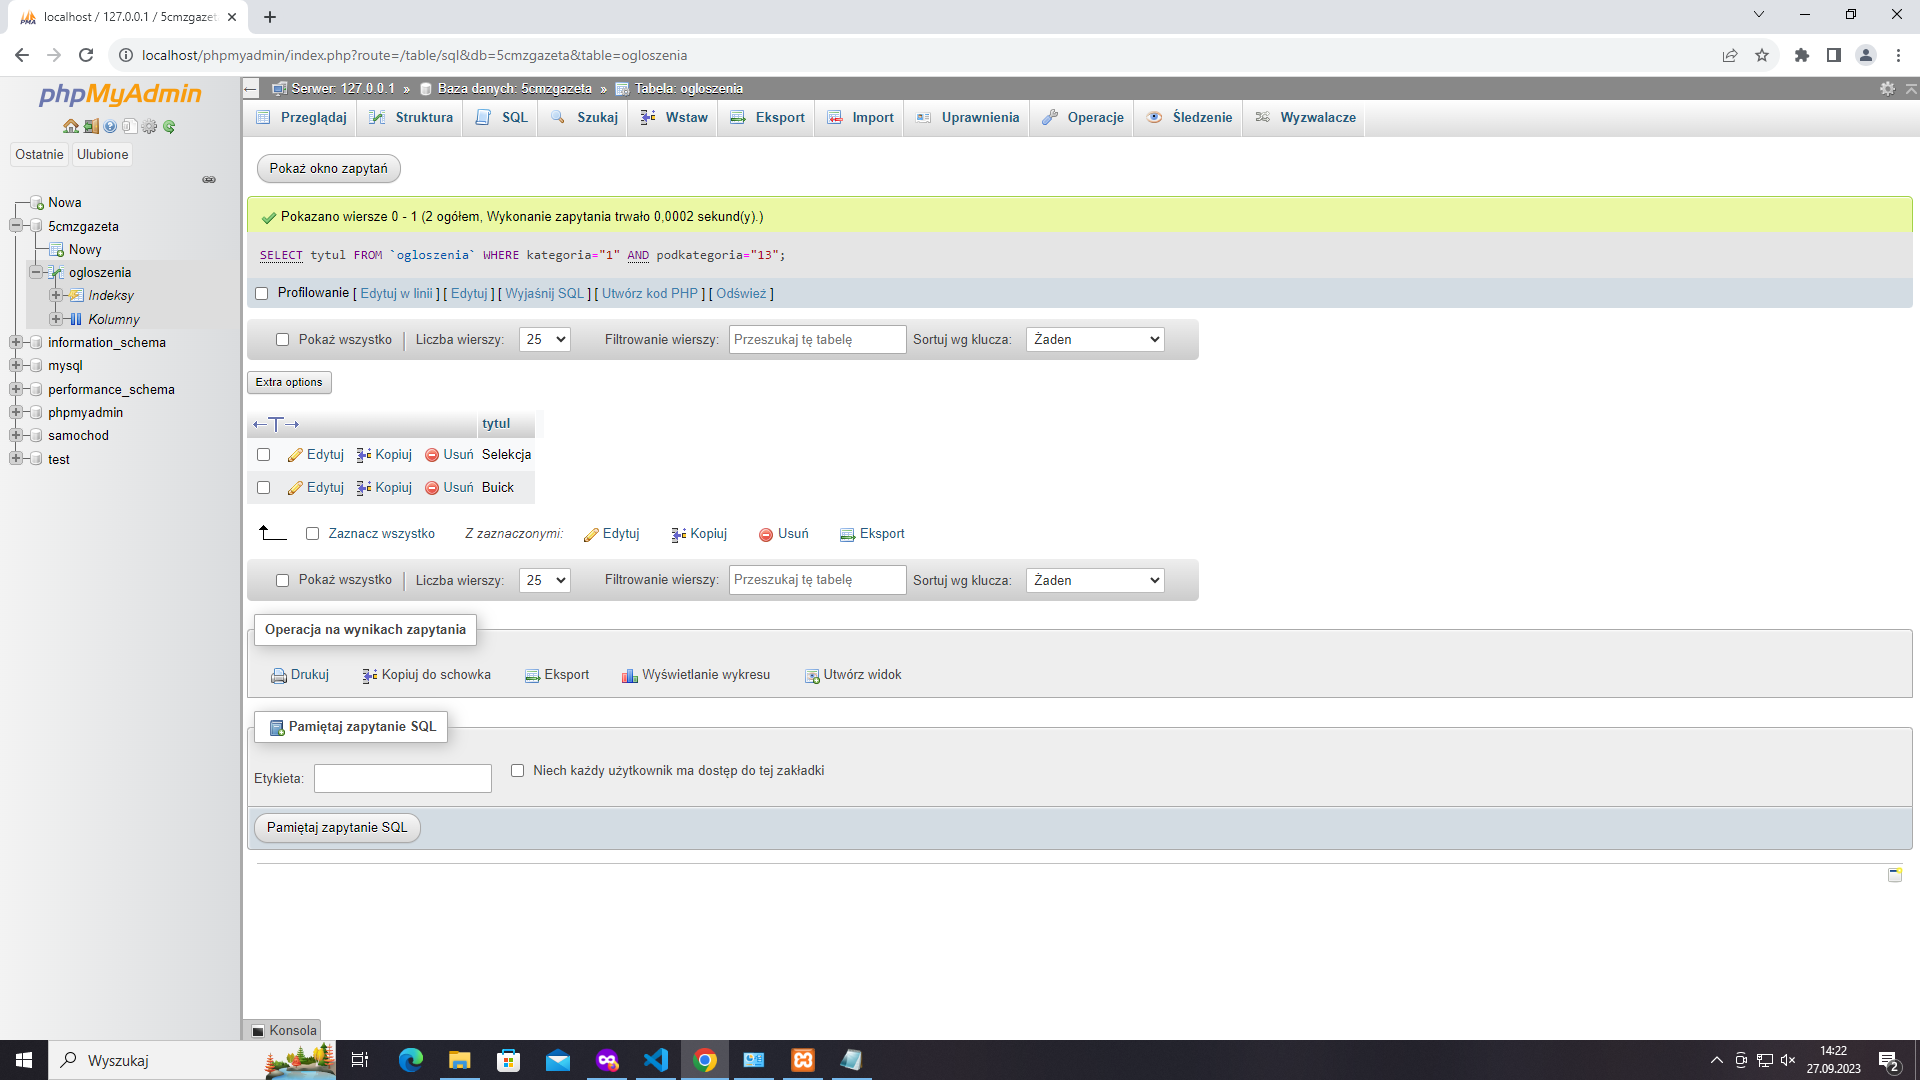 localhost / 127.0.0.1 / 5cmzgazet
localhost/phpmyadmin/index.php?route=/table/sql&db=5cmzgazeta&table=ogloszenia
phpMyAdmin
Ostatnie Ulubione
Nowa
5cmzgazeta
Nowy
ogloszenia
Indeksy
Kolumny
information_schema
mysql
performance_schema
phpmyadmin
samochod
test
Serwer: 127.0.0.1 » Baza danych: 5cmzgazeta » Tabela: ogloszenia
Przeglądaj Struktura SQL Szukaj Wstaw Eksport Import Uprawnienia Operacje Śledzenie Wyzwalacze
Pokaż okno zapytań
Pokazano wiersze 0 - 1 (2 ogółem, Wykonanie zapytania trwało 0,0002 sekund(y).)
SELECT tytul FROM `ogloszenia` WHERE kategoria="1" AND podkategoria="13";
Profilowanie [ Edytuj w linii ] [ Edytuj ] [ Wyjaśnij SQL ] [ Utwórz kod PHP ] [ Odśwież ]
Pokaż wszystko Liczba wierszy: 25 Filtrowanie wierszy: Przeszukaj tę tabelę Sortuj wg klucza: Żaden
Extra options
←T→ tytul
Edytuj Kopiuj Usuń Selekcja
Edytuj Kopiuj Usuń Buick
Zaznacz wszystko Z zaznaczonymi: Edytuj Kopiuj Usuń Eksport
Pokaż wszystko Liczba wierszy: 25 Filtrowanie wierszy: Przeszukaj tę tabelę Sortuj wg klucza: Żaden
Operacja na wynikach zapytania
Drukuj Kopiuj do schowka Eksport Wyświetlanie wykresu Utwórz widok
Pamiętaj zapytanie SQL
Etykieta: Niech każdy użytkownik ma dostęp do tej zakładki
Pamiętaj zapytanie SQL
Konsola
Wyszukaj
14:22
27.09.2023
2